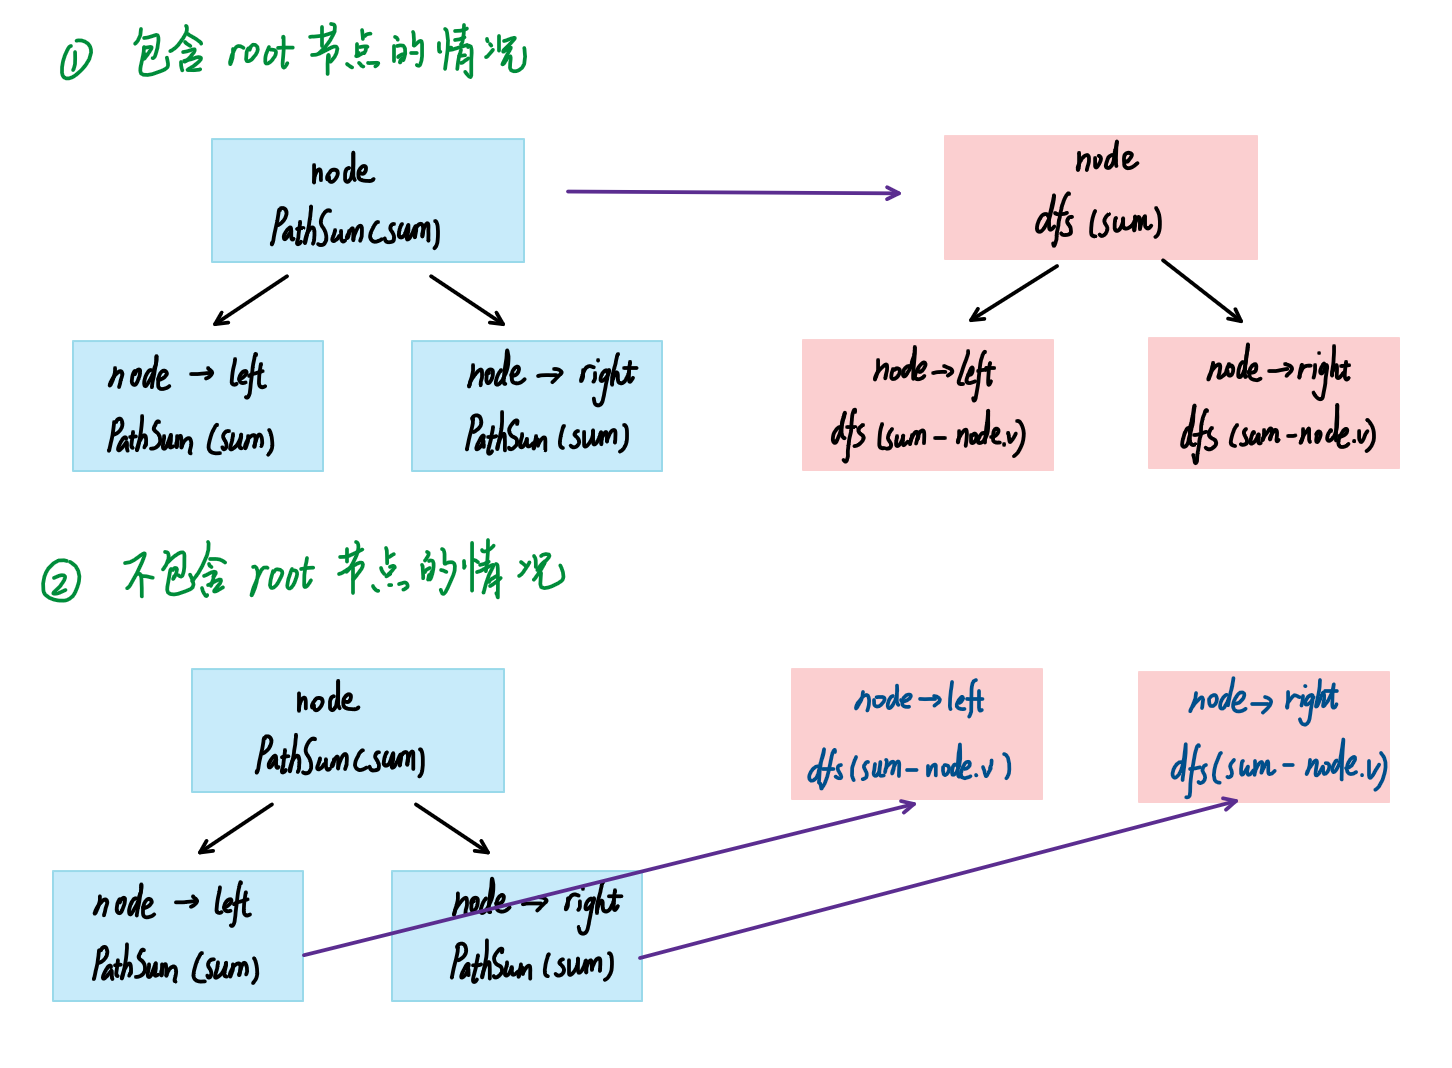 ① 包含 root 节点的情况
node
PathSum(sum)
node
dfs (sum)
node → left
PathSum (sum)
node → right
PathSum (sum)
node → left
dfs (sum - node.v)
node → right
dfs (sum - node.v)
② 不包含 root 节点的情况
node
PathSum(sum)
node → left
dfs (sum - node.v)
node → right
dfs (sum - node.v)
node → left
PathSum (sum)
node → right
PathSum (sum)